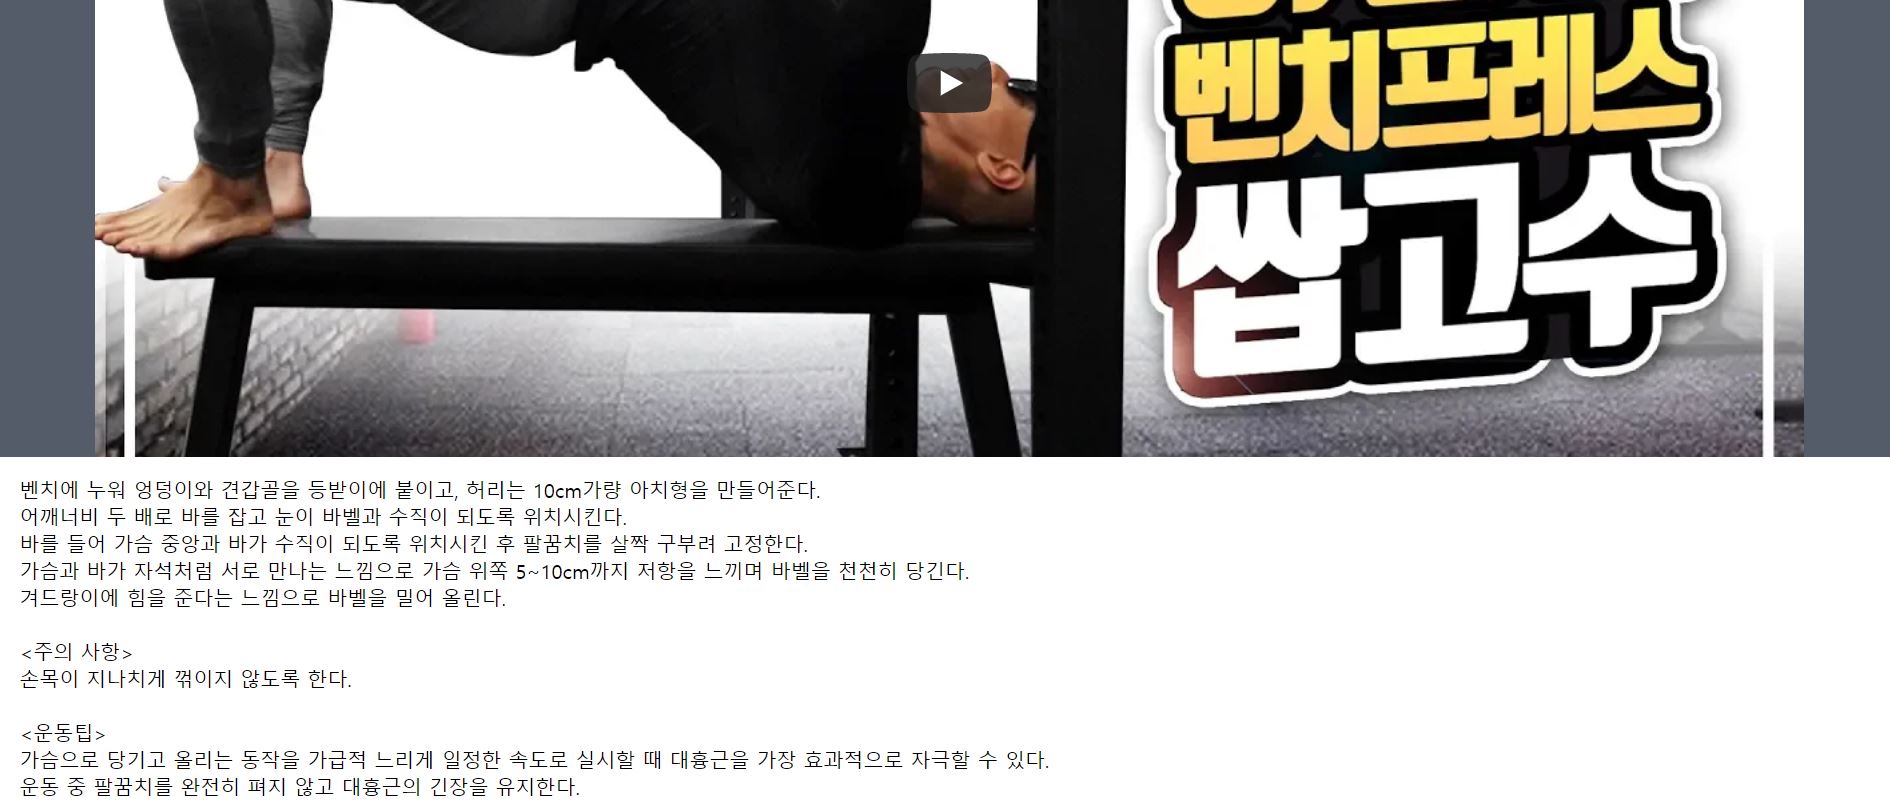 벤치프레스
쌉고수
벤치에 누워 엉덩이와 견갑골을 등받이에 붙이고, 허리는 10cm가량 아치형을 만들어준다.
어깨너비 두 배로 바를 잡고 눈이 바벨과 수직이 되도록 위치시킨다.
바를 들어 가슴 중앙과 바가 수직이 되도록 위치시킨 후 팔꿈치를 살짝 구부려 고정한다.
가슴과 바가 자석처럼 서로 만나는 느낌으로 가슴 위쪽 5~10cm까지 저항을 느끼며 바벨을 천천히 당긴다.
겨드랑이에 힘을 준다는 느낌으로 바벨을 밀어 올린다.
<주의 사항>
손목이 지나치게 꺾이지 않도록 한다.
<운동팁>
가슴으로 당기고 올리는 동작을 가급적 느리게 일정한 속도로 실시할 때 대흉근을 가장 효과적으로 자극할 수 있다.
운동 중 팔꿈치를 완전히 펴지 않고 대흉근의 긴장을 유지한다.